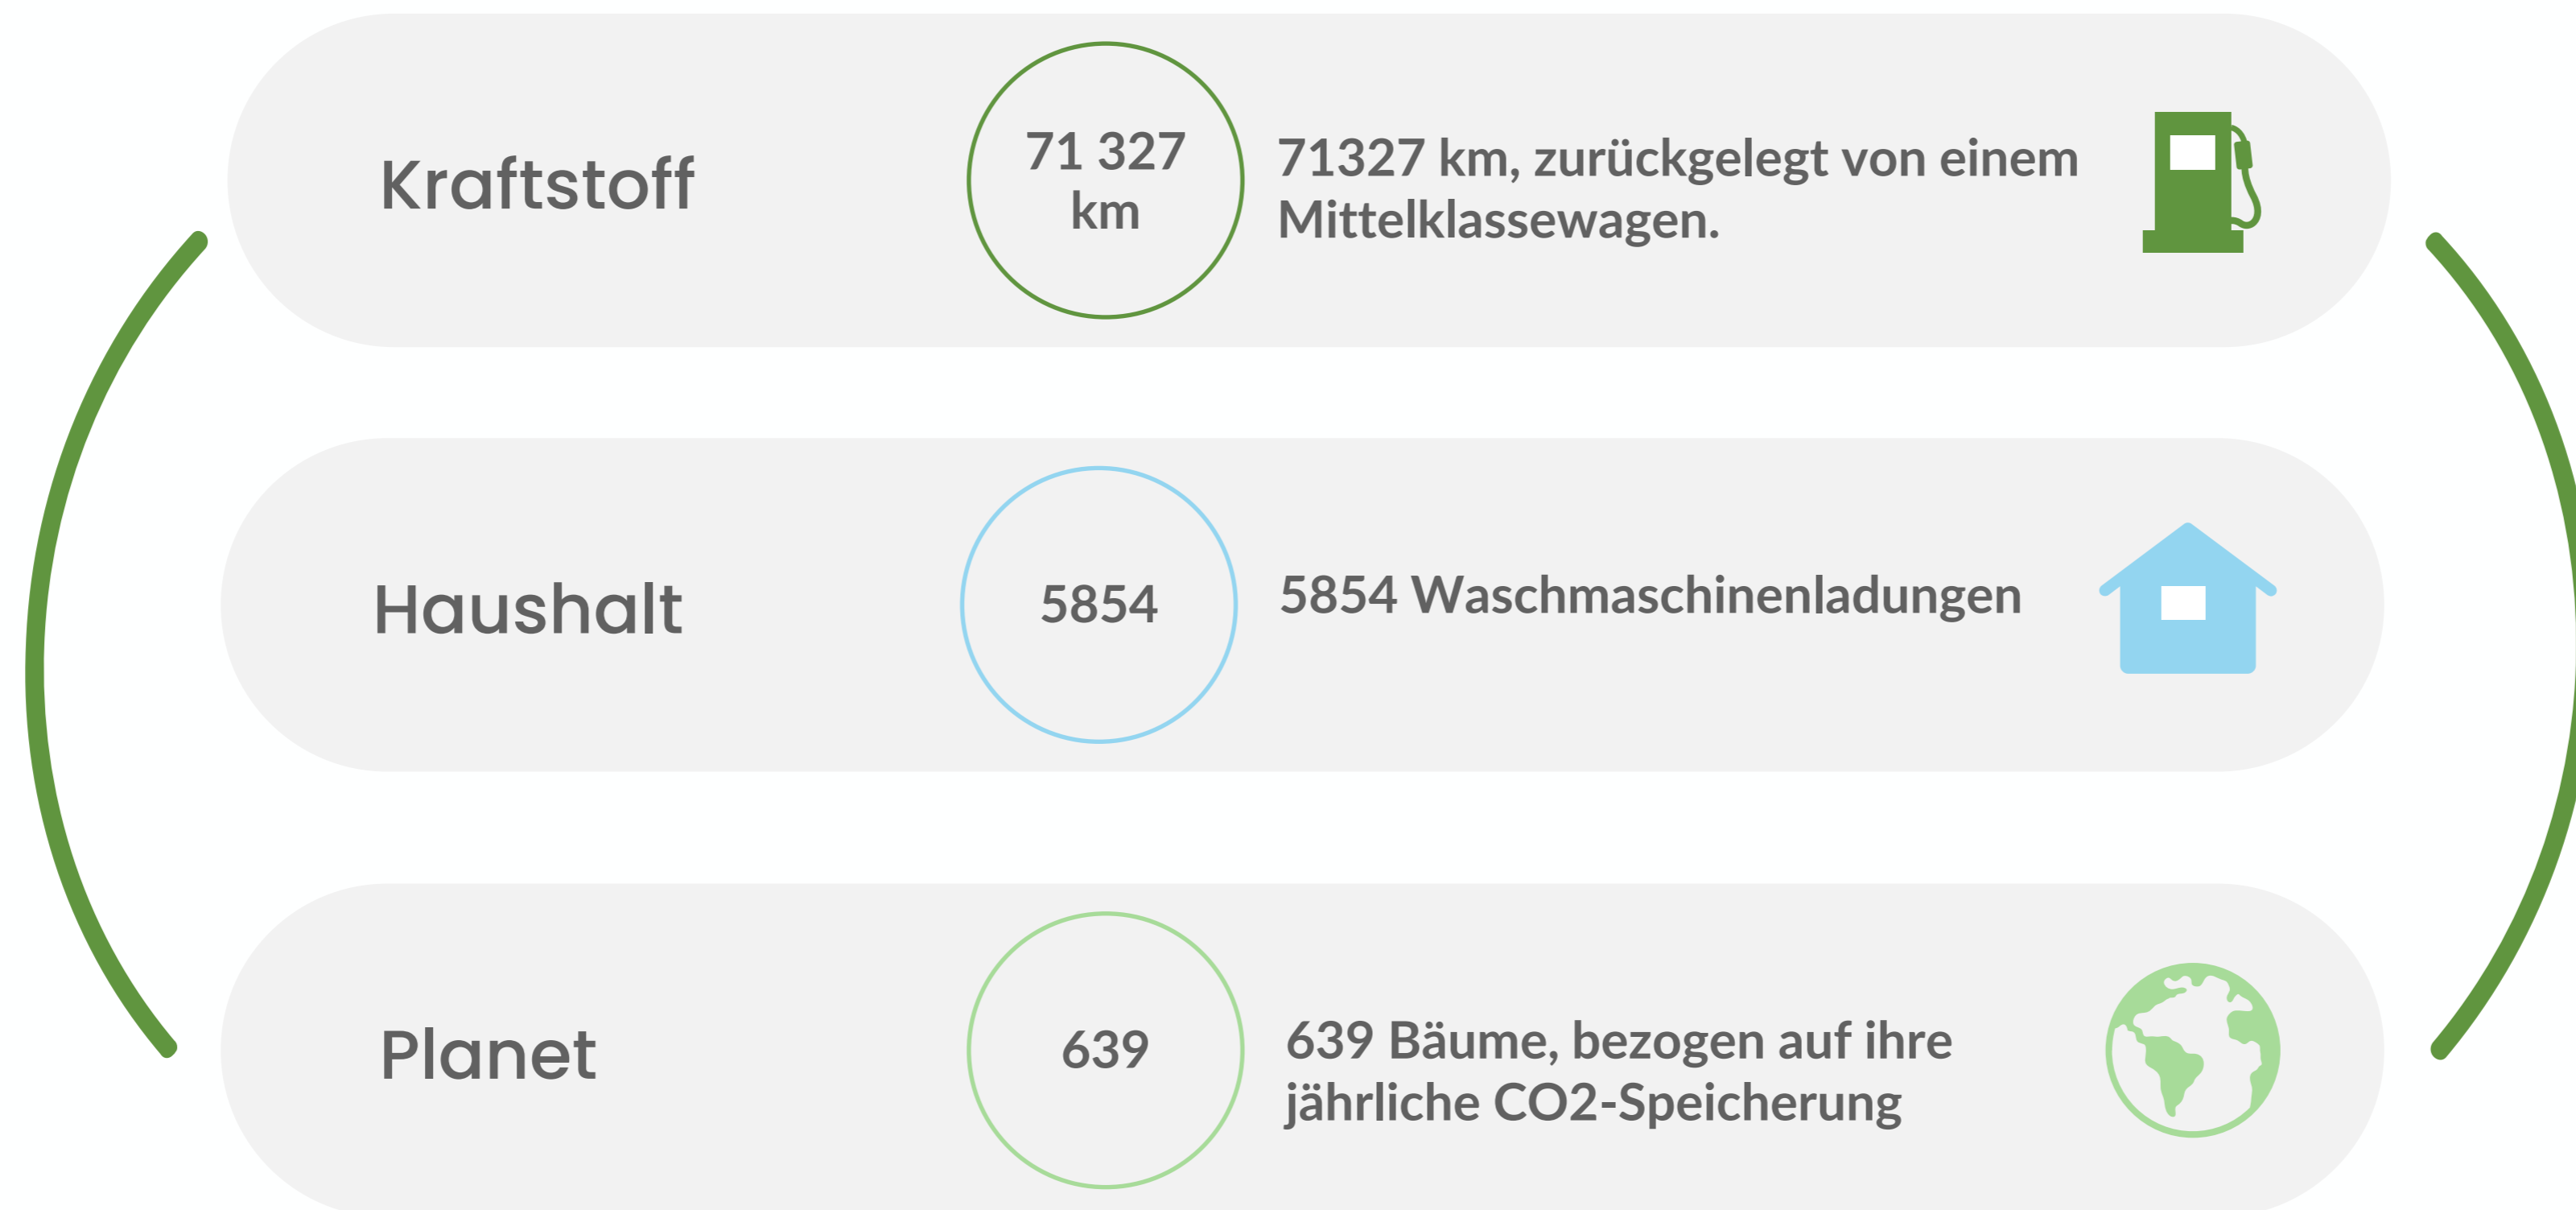 Kraftstoff
71 327
km
71327 km, zurückgelegt von einem
Mittelklassewagen.
Haushalt
5854
5854 Waschmaschinenladungen
Planet
639
639 Bäume, bezogen auf ihre
jährliche CO2-Speicherung